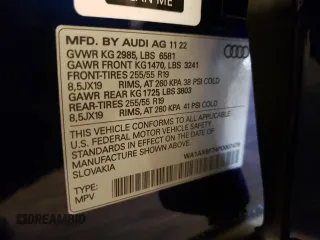 AN ME
MFD. BY AUDI AG 11 22
GVWR KG 2985, LBS 6581
GAWR FRONT KG1470, LBS 3241
FRONT-TIRES 255/55 R19
8,5JX19 RIMS, AT 260 KPA 38 PSI COLD
GAWR REAR KG1725, LBS 3803
REAR-TIRES 255/55 R19
8,5JX19 RIMS, AT 280 KPA 41 PSI COLD
THIS VEHICLE CONFORMS TO ALL APPLICABLE
U.S. FEDERAL MOTOR VEHICLE SAFETY
STANDARDS IN EFFECT ON THE DATE OF
MANUFACTURE SHOWN ABOVE
SLOVAKIA
TYPE:
MPV
DREAMBID